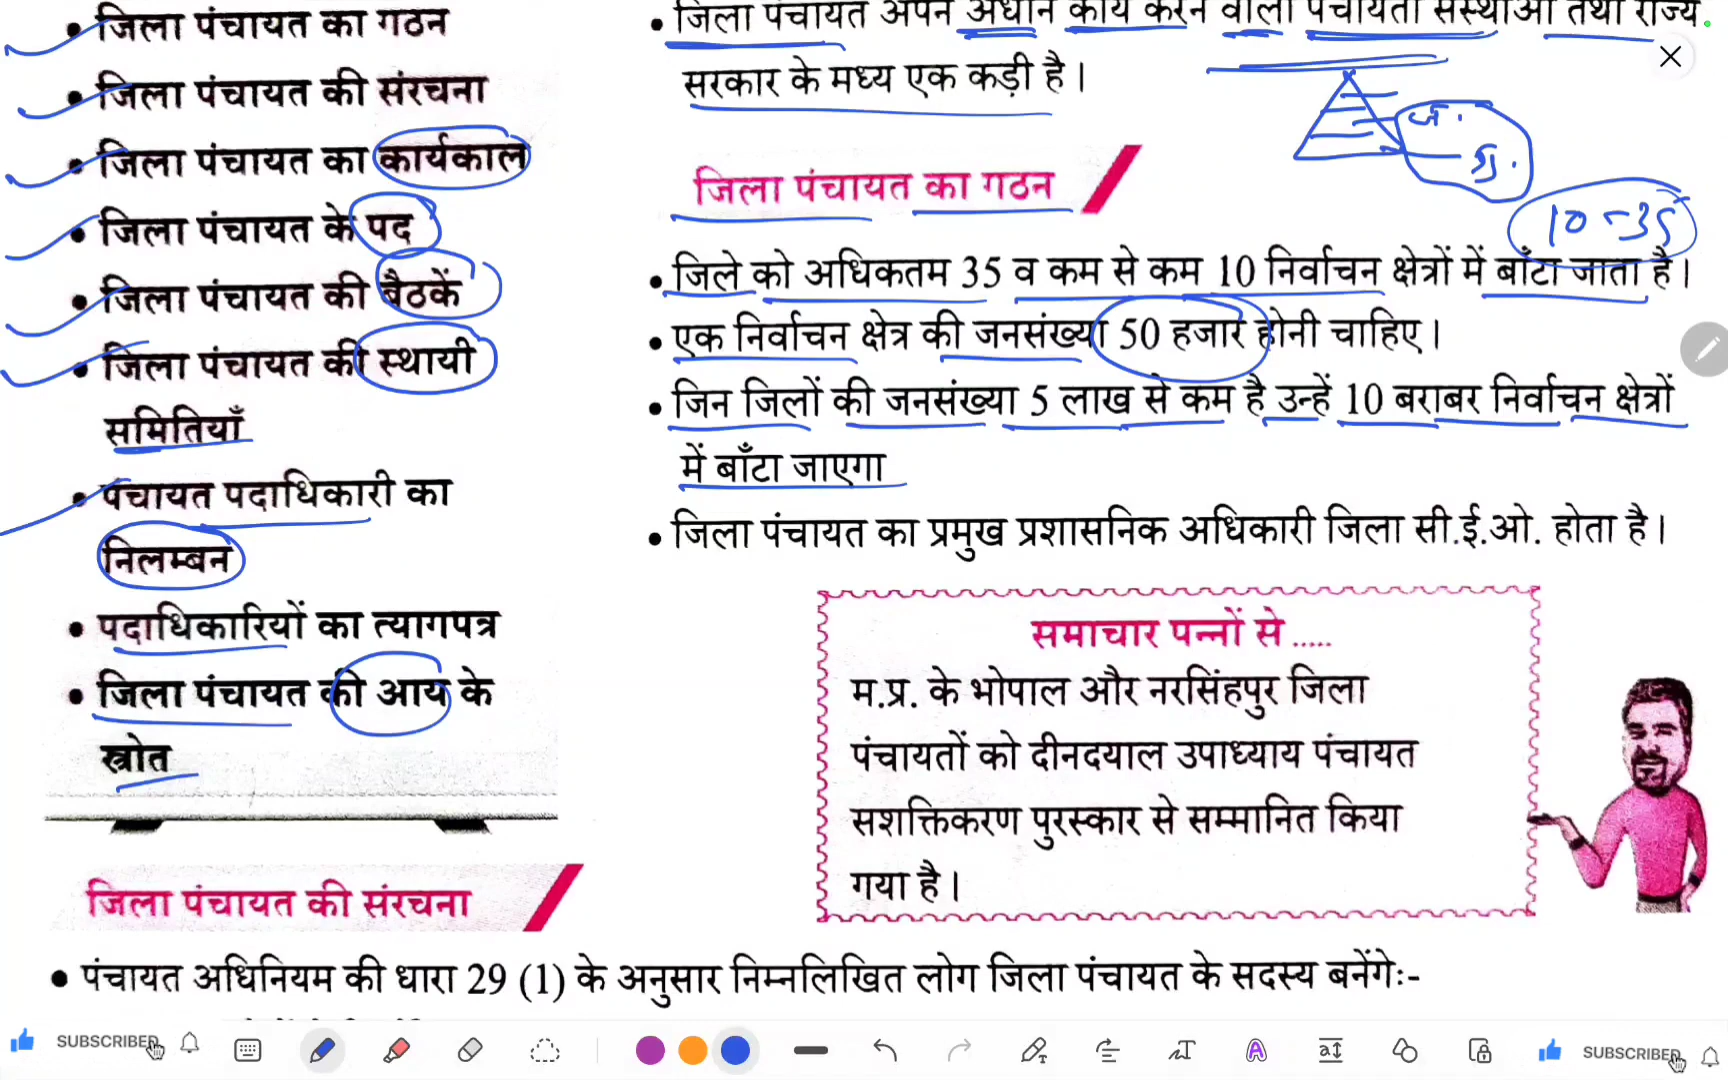 जिला पंचायत का गठन
जिला पंचायत की संरचना
जिला पंचायत का कार्यकाल
जिला पंचायत के पद
जिला पंचायत की बैठकें
जिला पंचायत की स्थायी
समितियाँ
पंचायत पदाधिकारी का
निलम्बन
पदाधिकारियों का त्यागपत्र
जिला पंचायत की आय के
स्त्रोत
जिला पंचायत अपने अधीन कार्य करने वाली पंचायती संस्थाओं तथा राज्य
सरकार के मध्य एक कड़ी है।
जिला पंचायत का गठन
10-35
जिले को अधिकतम 35 व कम से कम 10 निर्वाचन क्षेत्रों में बाँटा जाता है।
एक निर्वाचन क्षेत्र की जनसंख्या 50 हजार होनी चाहिए।
जिन जिलों की जनसंख्या 5 लाख से कम है उन्हें 10 बराबर निर्वाचन क्षेत्रों
में बाँटा जाएगा
जिला पंचायत का प्रमुख प्रशासनिक अधिकारी जिला सी.ई.ओ. होता है।
समाचार पन्नों से .....
म.प्र. के भोपाल और नरसिंहपुर जिला
पंचायतों को दीनदयाल उपाध्याय पंचायत
सशक्तिकरण पुरस्कार से सम्मानित किया
गया है।
जिला पंचायत की संरचना
पंचायत अधिनियम की धारा 29 (1) के अनुसार निम्नलिखित लोग जिला पंचायत के सदस्य बनेंगे:-
SUBSCRIBED
SUBSCRIBED